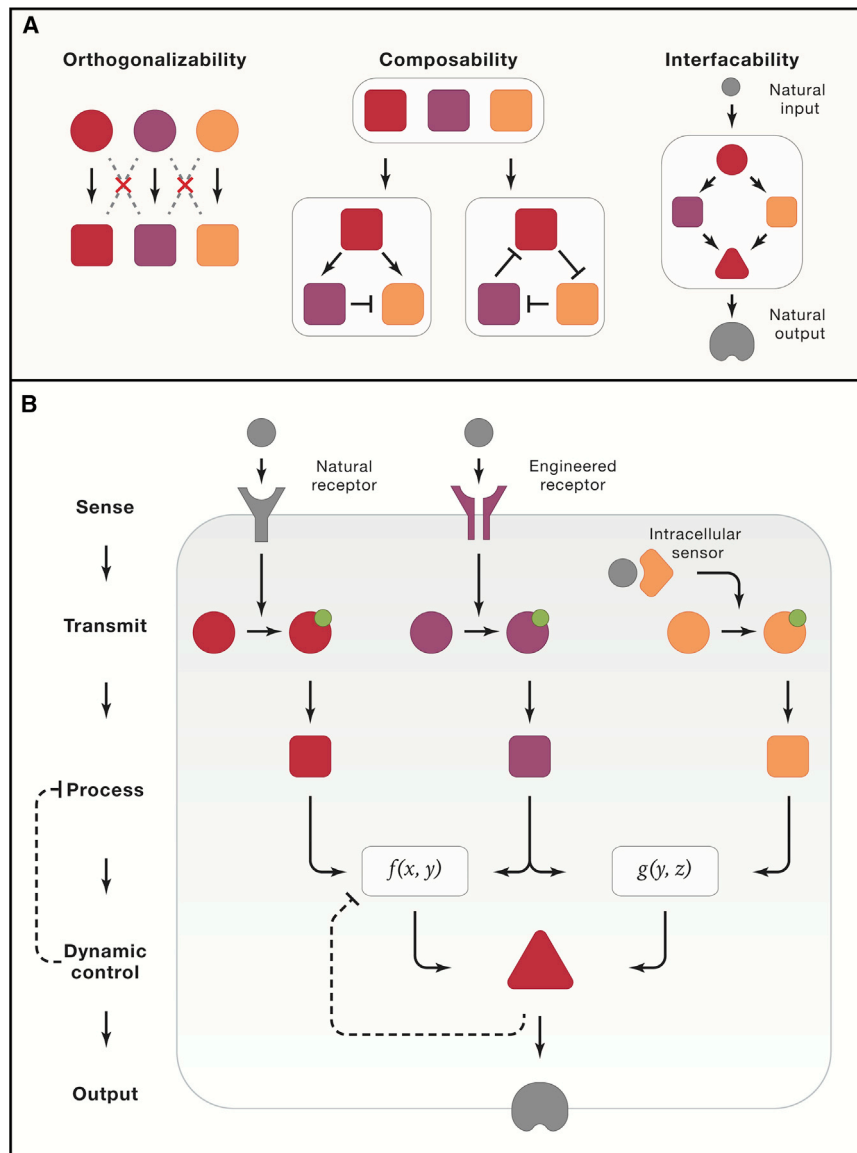 A
Orthogonalizability
Composability
Interfacability
Natural
input
Natural
output
B
Natural
receptor
Engineered
receptor
Sense
Intracellular
sensor
Transmit
Process
f(x, y)
g(y, z)
Dynamic
control
Output